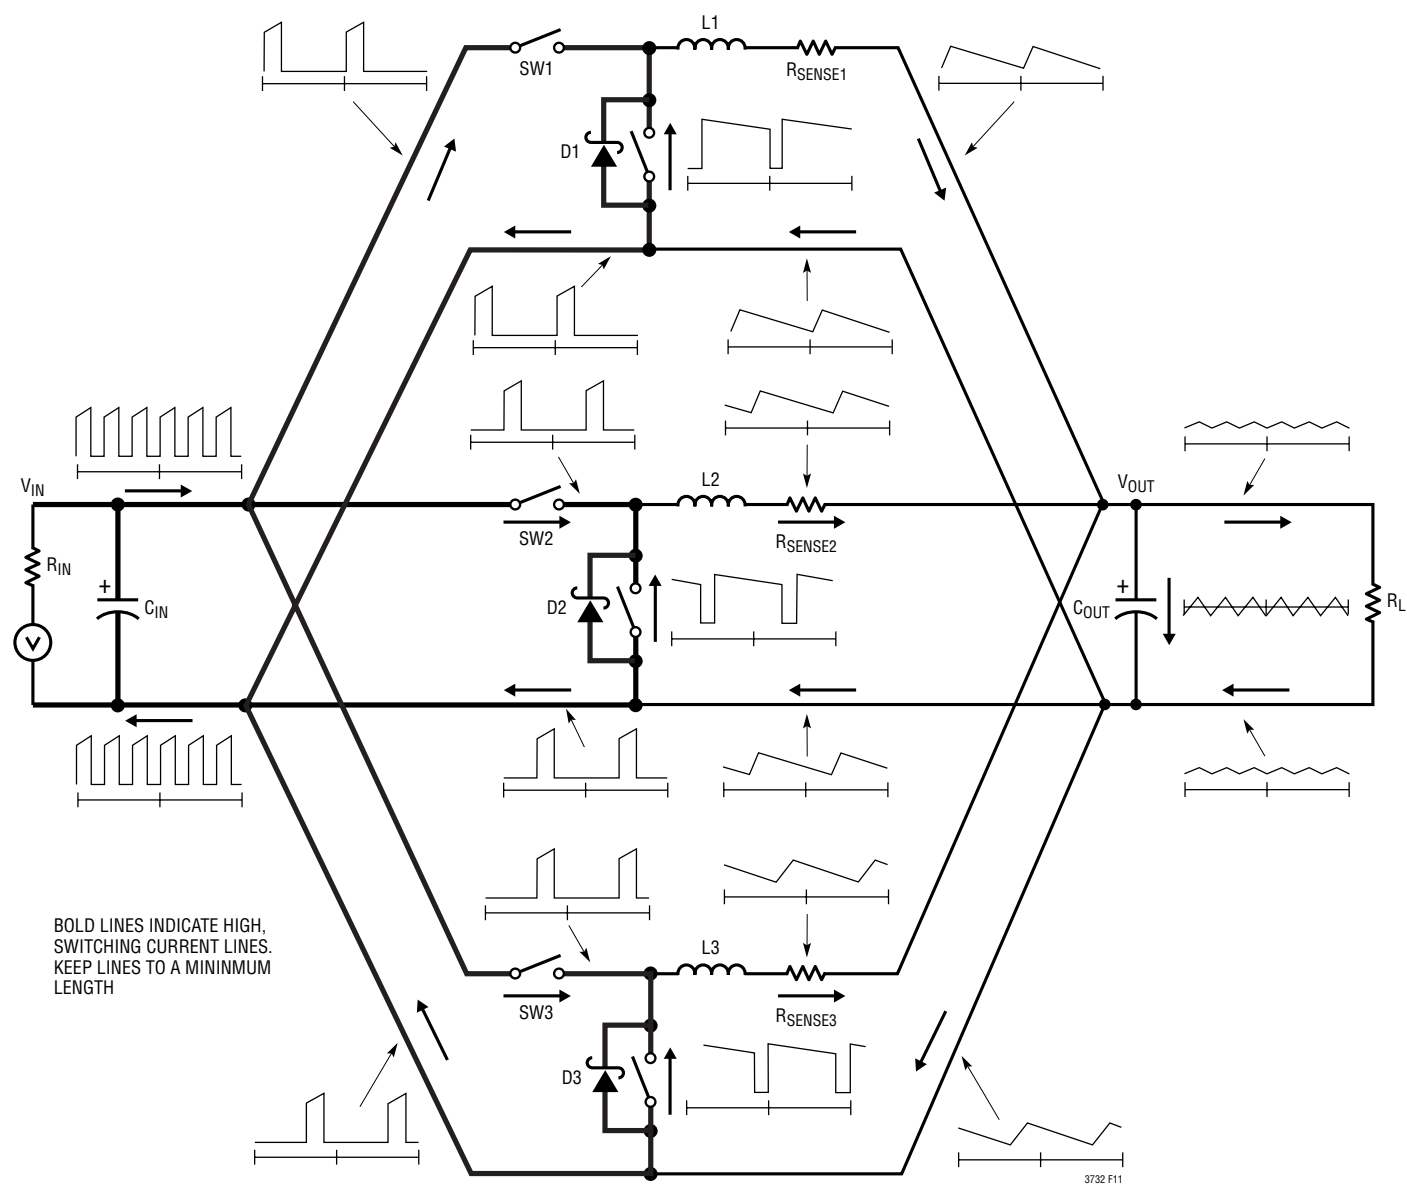 L1
SW1
RSENSE1
D1
VIN
L2
VOUT
SW2
RSENSE2
RIN
+
CIN
D2
+
COUT
RL
V
BOLD LINES INDICATE HIGH,
SWITCHING CURRENT LINES.
KEEP LINES TO A MININMUM
LENGTH
L3
SW3
RSENSE3
D3
3732 F11